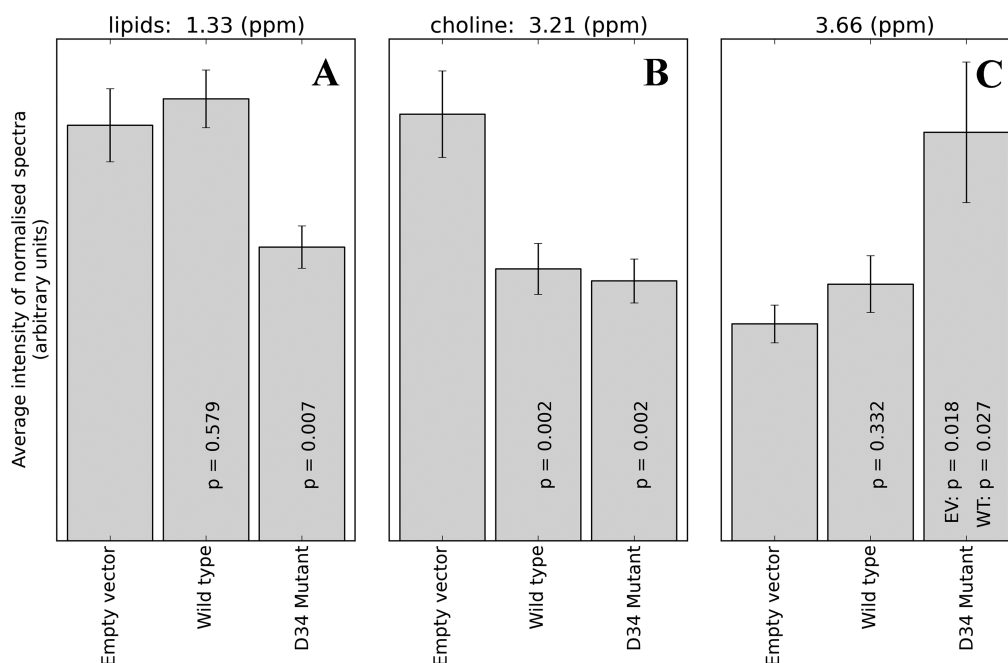 lipids: 1.33 (ppm)
choline: 3.21 (ppm)
3.66 (ppm)
A
B
C
Average intensity of normalised spectra
(arbitrary units)
p = 0.579
p = 0.007
p = 0.002
p = 0.002
p = 0.332
EV: p = 0.018
WT: p = 0.027
Empty vector
Wild type
D34 Mutant
Empty vector
Wild type
D34 Mutant
Empty vector
Wild type
D34 Mutant